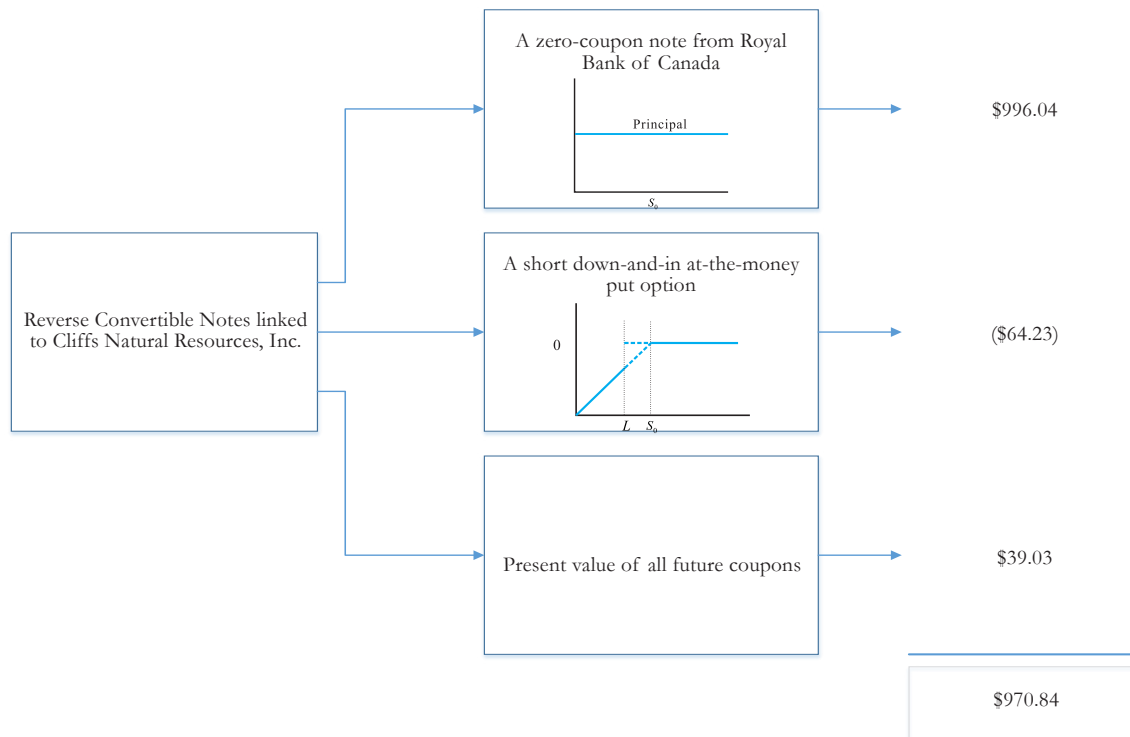 A zero-coupon note from Royal
Bank of Canada
Principal
S₀
$996.04
Reverse Convertible Notes linked
to Cliffs Natural Resources, Inc.
A short down-and-in at-the-money
put option
0
L S₀
($64.23)
Present value of all future coupons
$39.03
$970.84